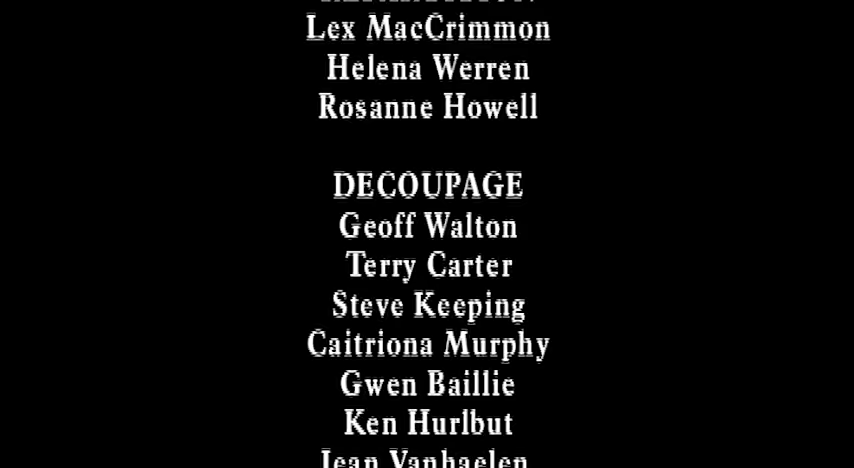 Lex MacCrimmon
Helena Werren
Rosanne Howell
DECOUPAGE
Geoff Walton
Terry Carter
Steve Keeping
Caitriona Murphy
Gwen Baillie
Ken Hurlbut
Jean Vanhaelen